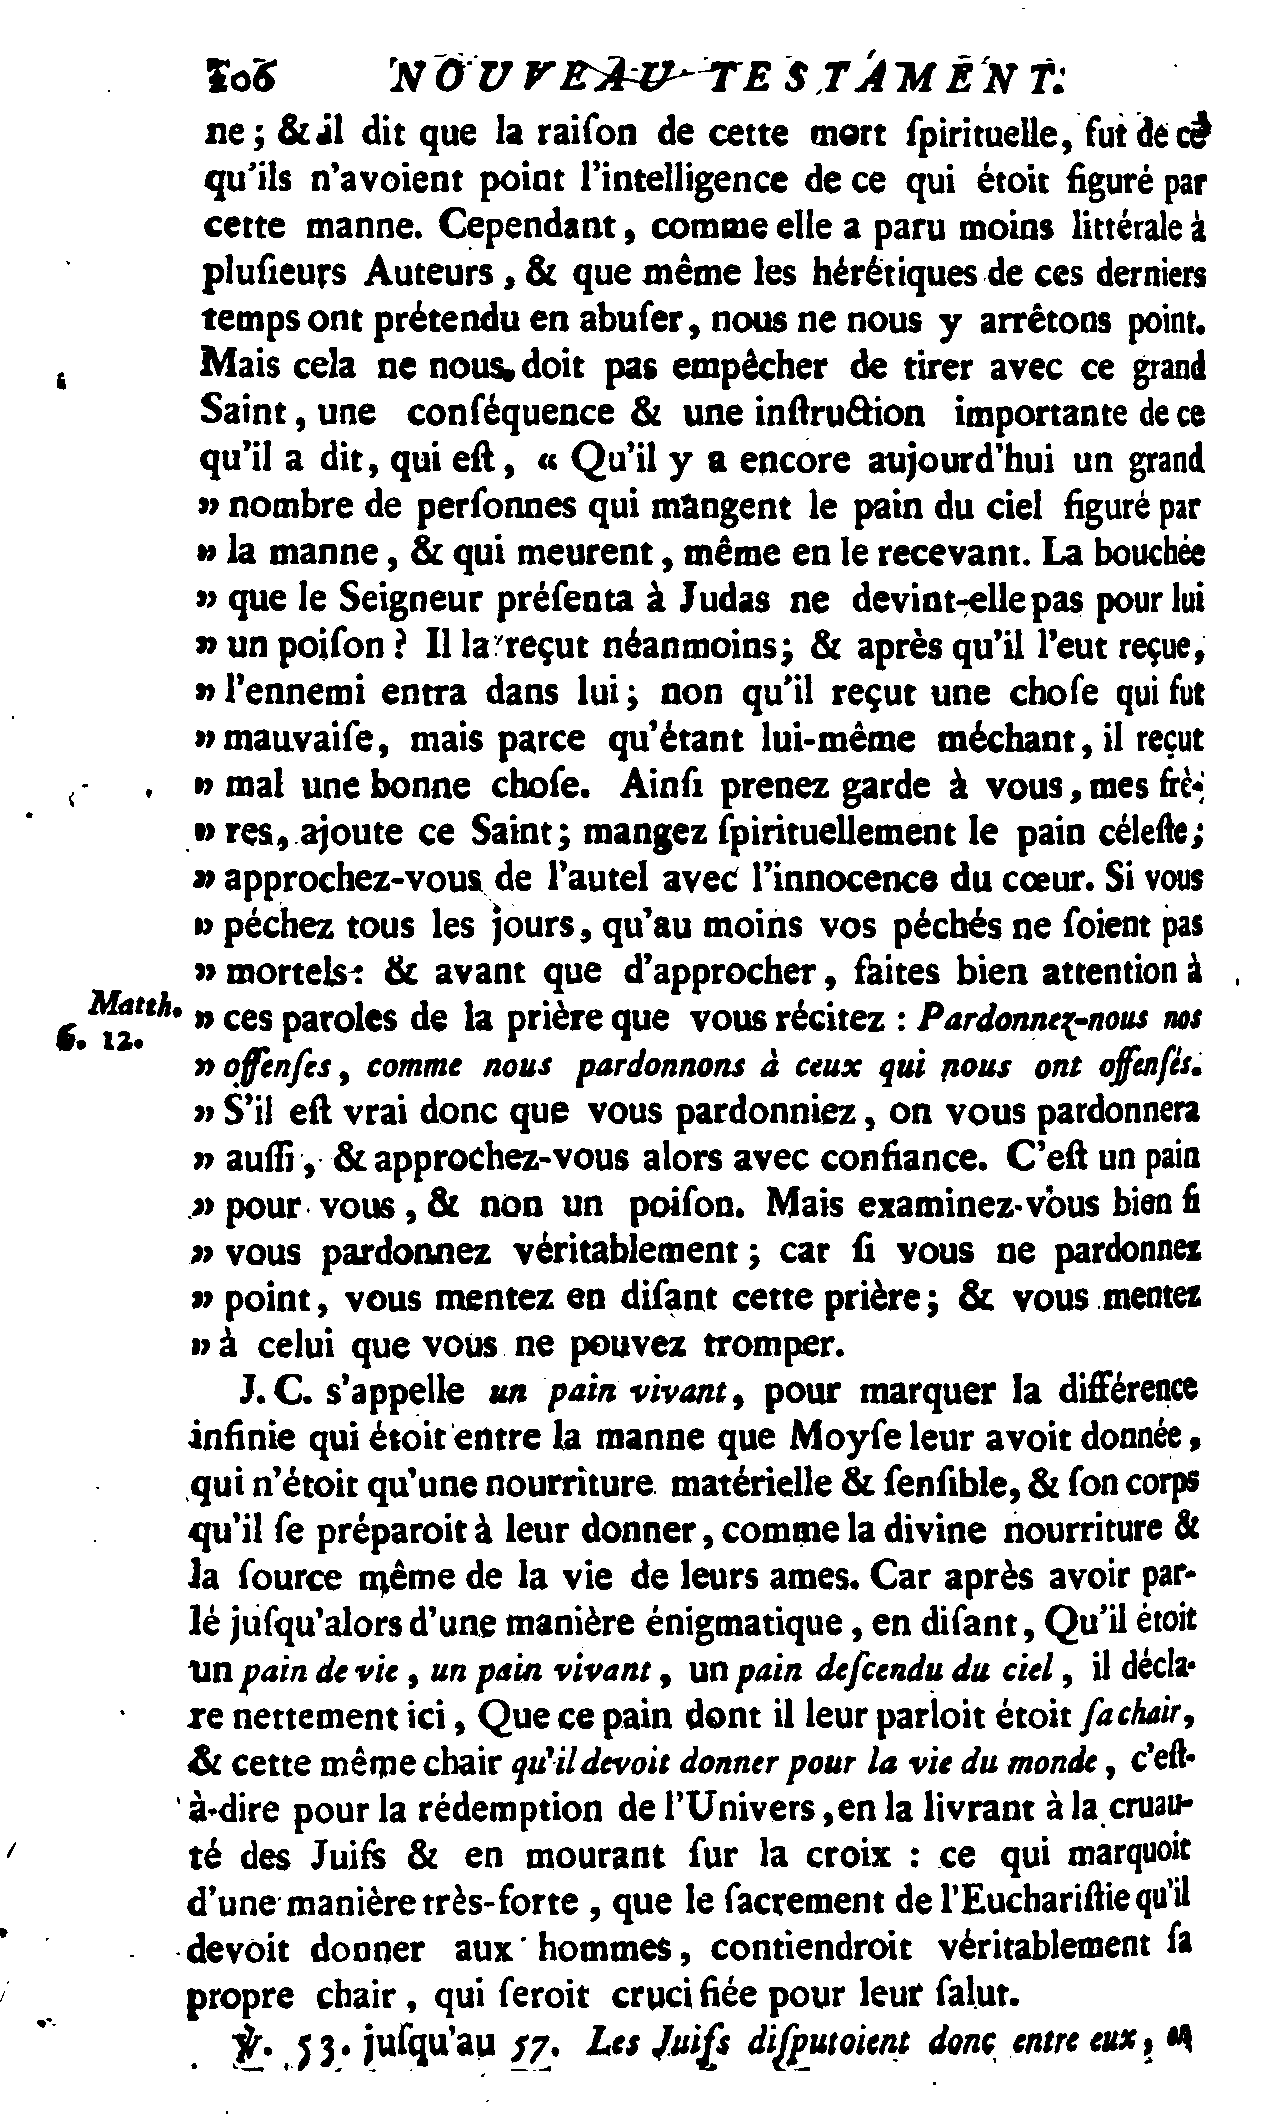 206 NOUVEAU TESTAMENT.
ne ; & il dit que la raiſon de cette mort ſpirituelle, fut de ce
qu'ils n'avoient point l'intelligence de ce qui étoit figuré par
cette manne. Cependant, comme elle a paru moins littérale à
pluſieurs Auteurs, & que même les hérétiques de ces derniers
temps ont prétendu en abuſer, nous ne nous y arrêtons point.
Mais cela ne nous doit pas empêcher de tirer avec ce grand
Saint, une conſéquence & une inſtruction importante de ce
qu'il a dit, qui eſt, « Qu'il y a encore aujourd'hui un grand
» nombre de perſonnes qui mangent le pain du ciel figuré par
» la manne, & qui meurent, même en le recevant. La bouchée
» que le Seigneur préſenta à Judas ne devint-elle pas pour lui
» un poiſon ? Il la reçut néanmoins; & après qu'il l'eut reçue,
» l'ennemi entra dans lui; non qu'il reçut une choſe qui fut
» mauvaiſe, mais parce qu'étant lui-même méchant, il reçut
» mal une bonne choſe. Ainſi prenez garde à vous, mes frè-
» res, ajoute ce Saint; mangez ſpirituellement le pain céleſte;
» approchez-vous de l'autel avec l'innocence du cœur. Si vous
» péchez tous les jours, qu'au moins vos péchés ne ſoient pas
» mortels : & avant que d'approcher, faites bien attention à
Matth. 6. 12.
» ces paroles de la prière que vous récitez : Pardonnez-nous nos
» offenſes, comme nous pardonnons à ceux qui nous ont offenſés.
» S'il eſt vrai donc que vous pardonniez, on vous pardonnera
» auſſi, & approchez-vous alors avec confiance. C'eſt un pain
» pour vous, & non un poiſon. Mais examinez-vous bien ſi
» vous pardonnez véritablement ; car ſi vous ne pardonnez
» point, vous mentez en diſant cette prière; & vous mentez
» à celui que vous ne pouvez tromper.
J. C. s'appelle un pain vivant, pour marquer la différence
infinie qui étoit entre la manne que Moyſe leur avoit donnée,
qui n'étoit qu'une nourriture matérielle & ſenſible, & ſon corps
qu'il ſe préparoit à leur donner, comme la divine nourriture &
la ſource même de la vie de leurs ames. Car après avoir par-
lé juſqu'alors d'une manière énigmatique, en diſant, Qu'il étoit
un pain de vie, un pain vivant, un pain deſcendu du ciel, il décla-
re nettement ici, Que ce pain dont il leur parloit étoit ſa chair,
& cette même chair qu'il devoit donner pour la vie du monde, c'eſt-
à-dire pour la rédemption de l'Univers, en la livrant à la cruau-
té des Juifs & en mourant ſur la croix : ce qui marquoit
d'une manière très-forte, que le ſacrement de l'Euchariſtie qu'il
devoit donner aux hommes, contiendroit véritablement ſa
propre chair, qui ſeroit crucifiée pour leur ſalut.
℣. 53. juſqu'au 57. Les Juifs diſputoient donc entre eux, en